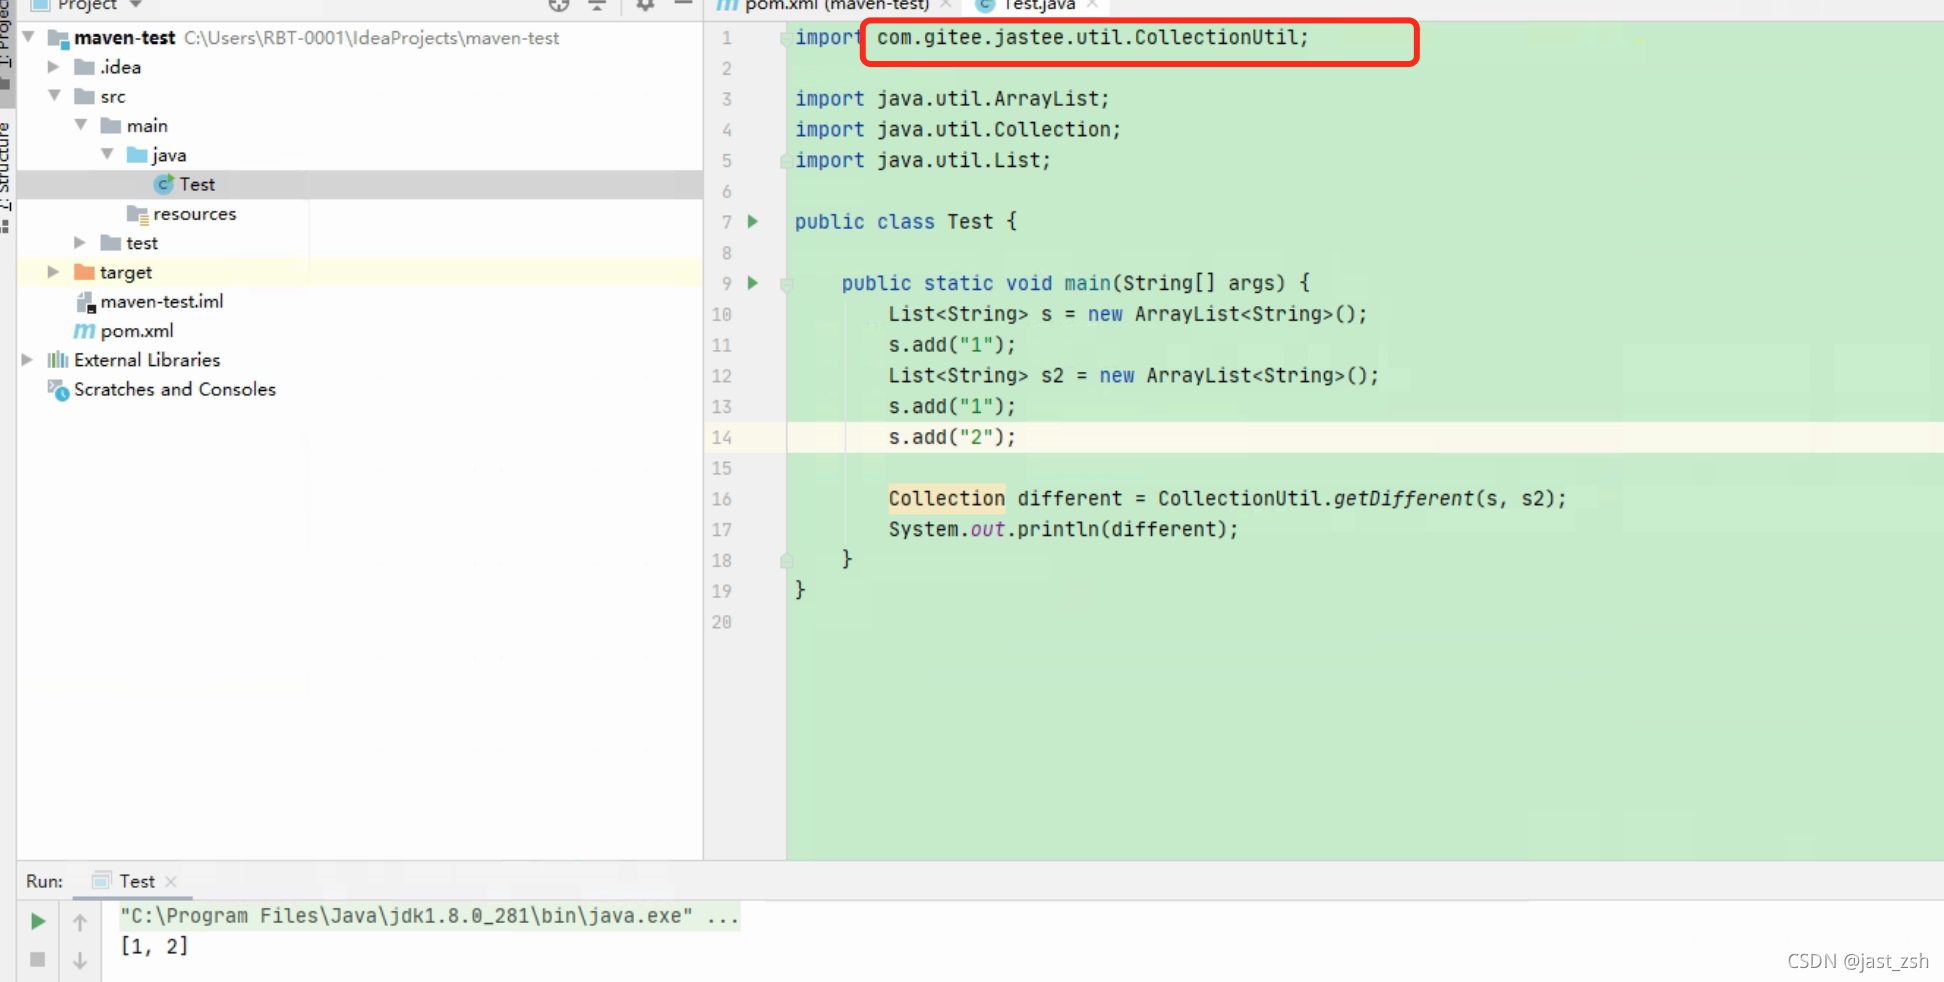 Project
pom.xml (maven-test)
Test.java
1: Project
Structure
maven-test C:\Users\RBT-0001\IdeaProjects\maven-test
.idea
src
main
java
Test
resources
test
target
maven-test.iml
pom.xml
External Libraries
Scratches and Consoles
1 import com.gitee.jastee.util.CollectionUtil;
2
3 import java.util.ArrayList;
4 import java.util.Collection;
5 import java.util.List;
6
7 public class Test {
8
9 public static void main(String[] args) {
10 List<String> s = new ArrayList<String>();
11 s.add("1");
12 List<String> s2 = new ArrayList<String>();
13 s.add("1");
14 s.add("2");
15
16 Collection different = CollectionUtil.getDifferent(s, s2);
17 System.out.println(different);
18 }
19 }
20
Run: Test
"C:\Program Files\Java\jdk1.8.0_281\bin\java.exe" ...
[1, 2]
CSDN @jast_zsh